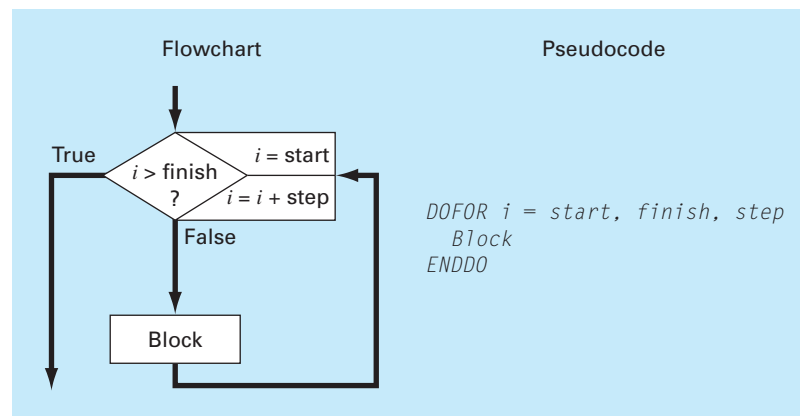 Flowchart
Pseudocode
True
i > finish
?
i = start
i = i + step
False
Block
DOFOR i = start, finish, step
Block
ENDDO